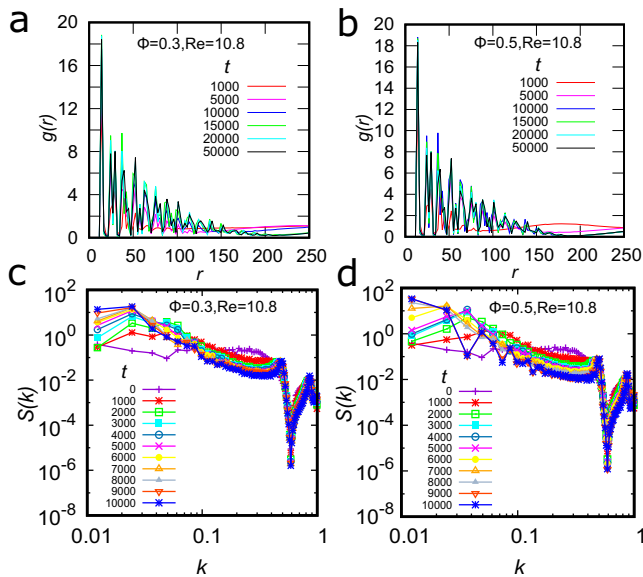 a
Φ=0.3,Re=10.8
t
1000
5000
10000
15000
20000
50000
g(r)
20
18
16
14
12
10
8
6
4
2
0
0 50 100 150 200 250
r
b
Φ=0.5,Re=10.8
t
1000
5000
10000
15000
20000
50000
g(r)
20
18
16
14
12
10
8
6
4
2
0
0 50 100 150 200 250
r
c
Φ=0.3,Re=10.8
t
0
1000
2000
3000
4000
5000
6000
7000
8000
9000
10000
S(k)
10^2
10^0
10^-2
10^-4
10^-6
10^-8
0.01 0.1 1
k
d
Φ=0.5,Re=10.8
t
0
1000
2000
3000
4000
5000
6000
7000
8000
9000
10000
S(k)
10^2
10^0
10^-2
10^-4
10^-6
10^-8
0.01 0.1 1
k